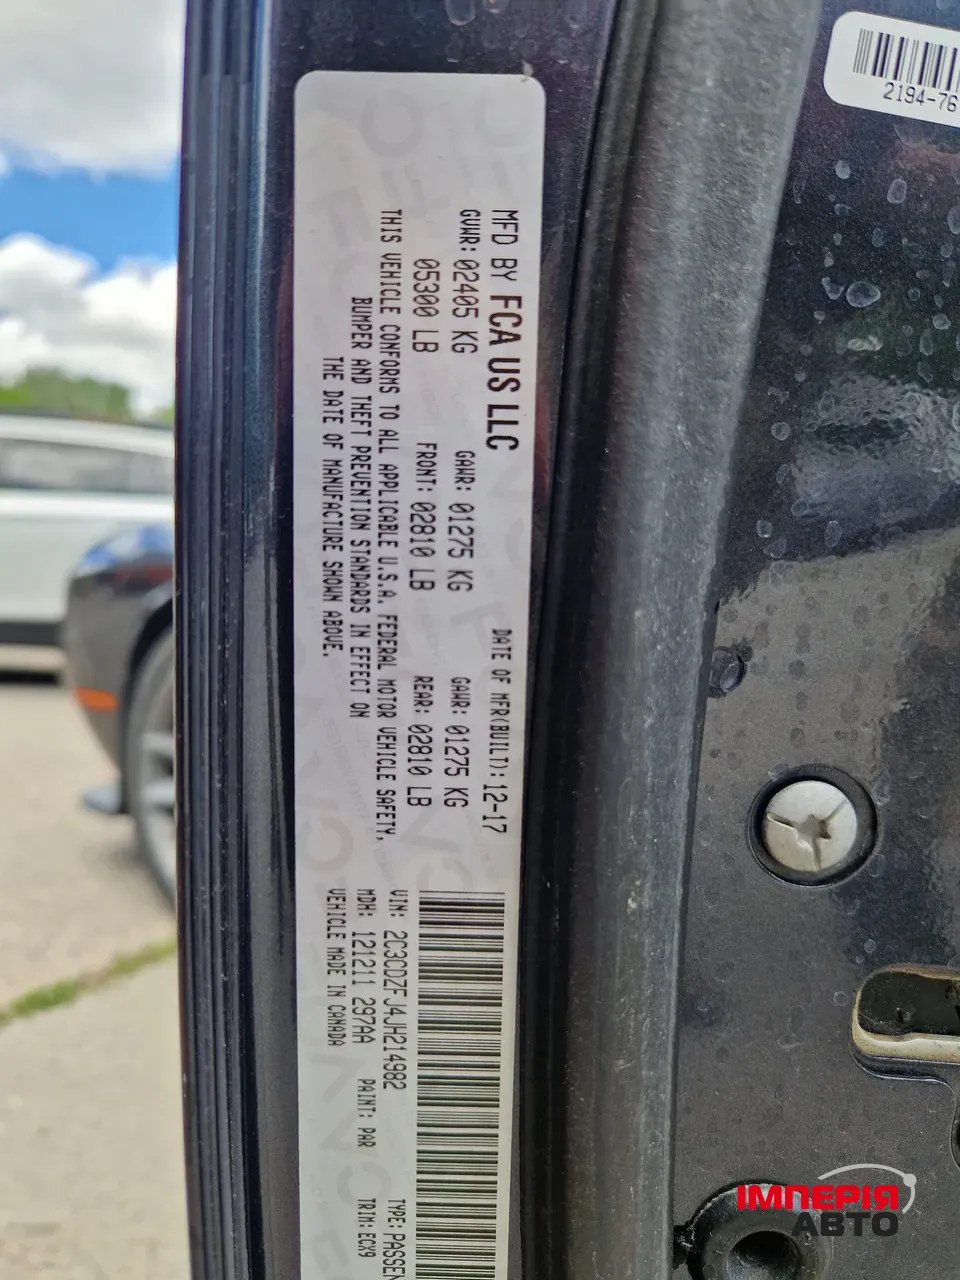 MFD BY FCA US LLC DATE OF MFR(BUILT): 12-17
GVWR: 02405 KG GAWR: 01275 KG GAWR: 01275 KG
05300 LB FRONT: 02810 LB REAR: 02810 LB
THIS VEHICLE CONFORMS TO ALL APPLICABLE U.S.A. FEDERAL MOTOR VEHICLE SAFETY,
BUMPER AND THEFT PREVENTION STANDARDS IN EFFECT ON
THE DATE OF MANUFACTURE SHOWN ABOVE.
VIN: 2C3CDZFJ4JH214982 TYPE: PASSEN
MDH: 121211 297AA PAINT: PAR TRIM: ECX9
VEHICLE MADE IN CANADA
2194-76
ІМПЕРІЯ
АВТО